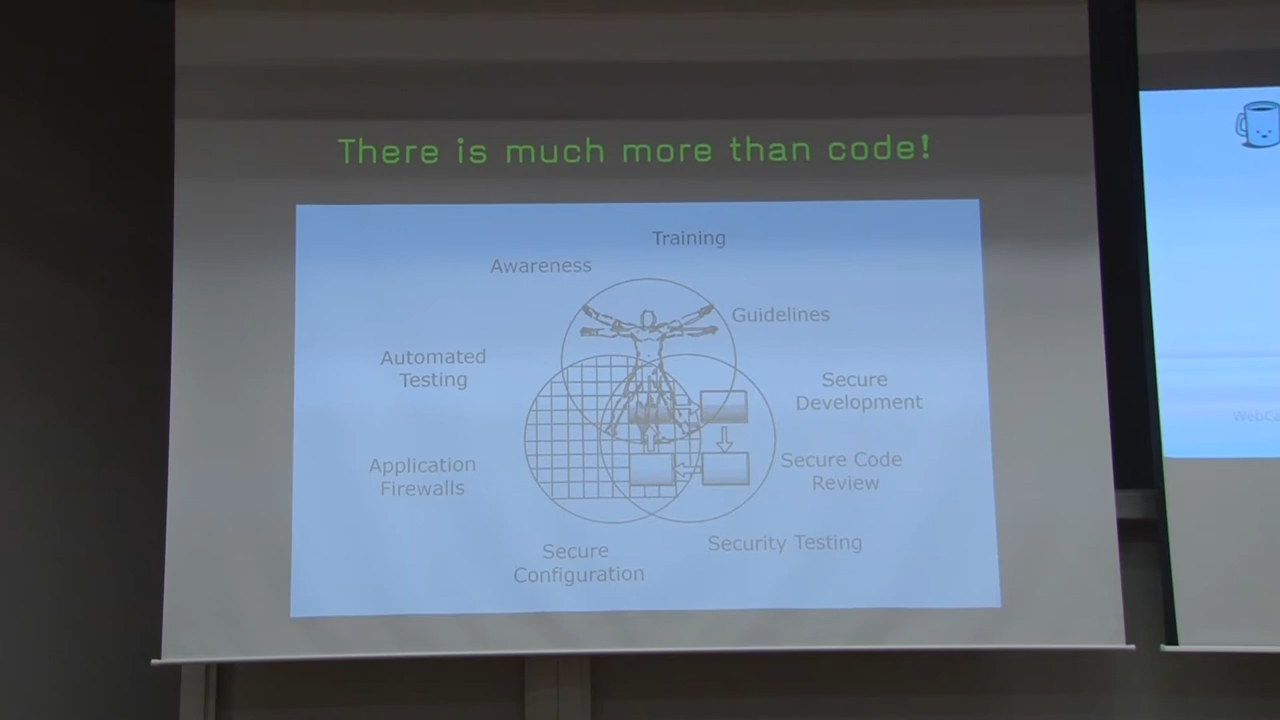 There is much more than code!
Training
Awareness
Guidelines
Automated
Testing
Secure
Development
Application
Firewalls
Secure Code
Review
Security Testing
Secure
Configuration